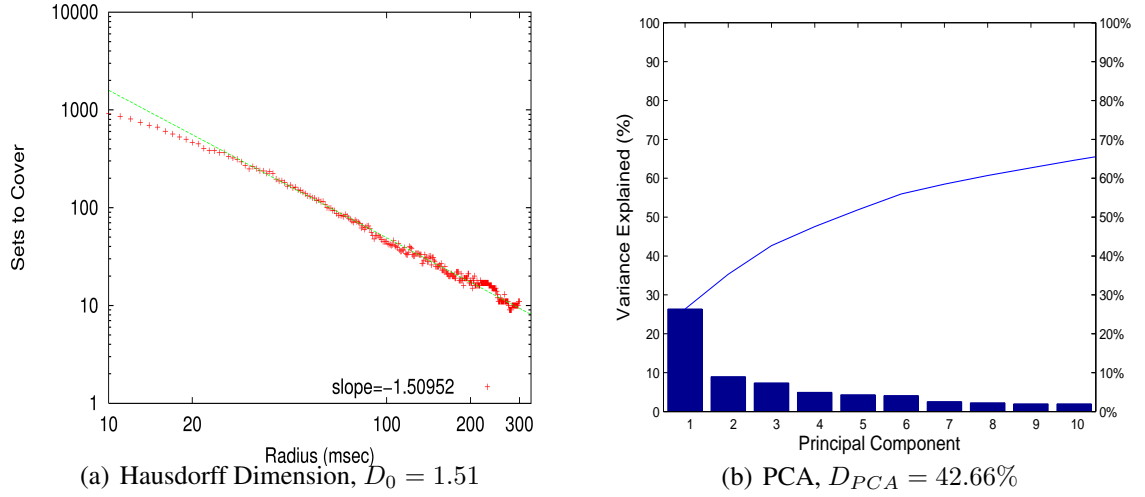 10000
1000
100
10
1
Sets to Cover
slope=−1.50952
10 20 100 200 300
Radius (msec)
(a) Hausdorff Dimension, D0 = 1.51
100 100%
90 90%
80 80%
70 70%
60 60%
50 50%
40 40%
30 30%
20 20%
10 10%
0 0%
Variance Explained (%)
1 2 3 4 5 6 7 8 9 10
Principal Component
(b) PCA, DPCA = 42.66%